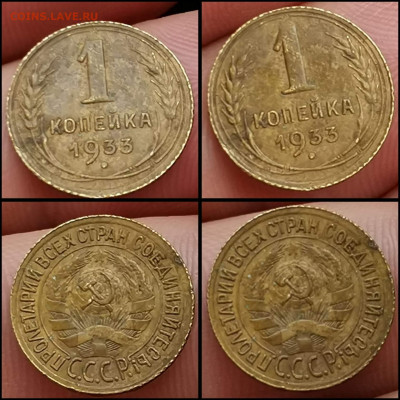 COINS.LAVE.RU
1
КОПЕЙКА
1933
1
КОПЕЙКА
1933
ПРОЛЕТАРИИ ВСЕХ СТРАН СОЕДИНЯЙТЕСЬ!
С.С.С.Р.
ПРОЛЕТАРИИ ВСЕХ СТРАН СОЕДИНЯЙТЕСЬ!
С.С.С.Р.